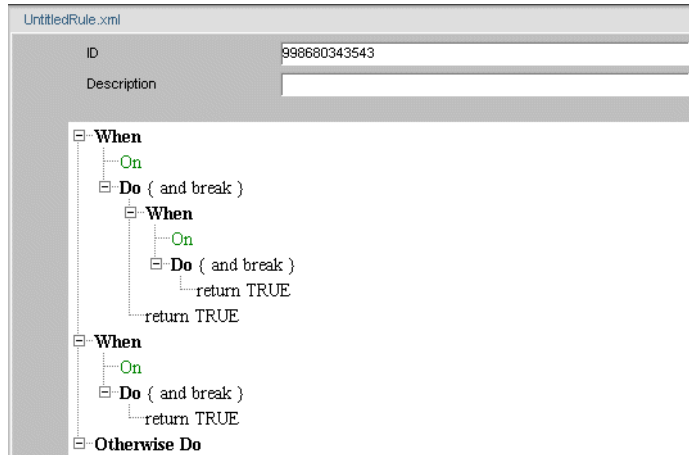 UntitledRule.xml
ID 998680343543
Description
When
On
Do { and break }
When
On
Do { and break }
return TRUE
return TRUE
When
On
Do { and break }
return TRUE
Otherwise Do